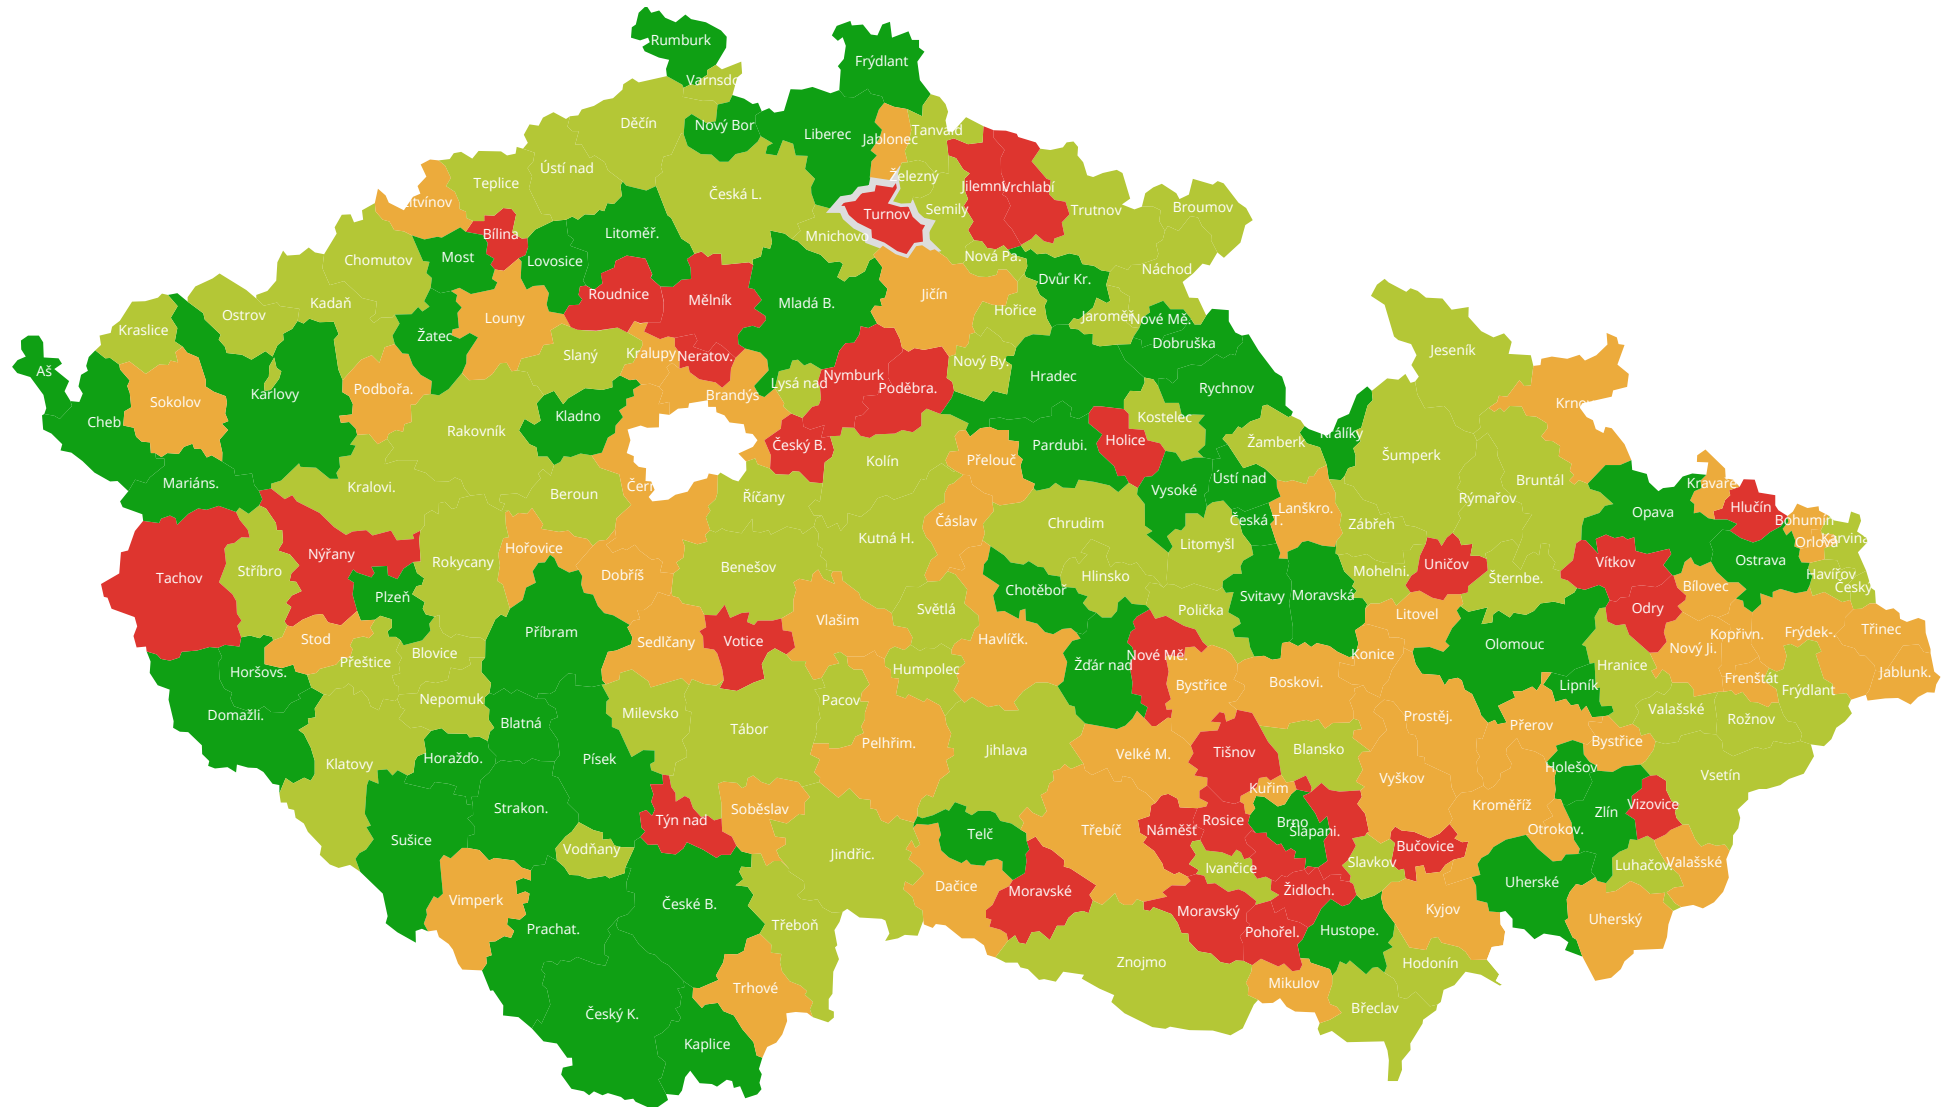 Rumburk
Frýdlant
Varnsdo
Nový Bor
Děčín
Liberec
Jablonec
Tanvald
Ústí nad
Teplice
Česká L.
Železný
Jilemni
Vrchlabí
Litvínov
Turnov
Semily
Trutnov
Broumov
Bílina
Litoměř.
Mnichovo
Most
Lovosice
Chomutov
Nová Pa.
Náchod
Dvůr Kr.
Roudnice
Mělník
Mladá B.
Jičín
Kadaň
Ostrov
Louny
Hořice
Jaroměř
Nové Mě.
Kraslice
Žatec
Dobruška
Slaný
Kralupy
Neratov.
Jeseník
Aš
Nový By.
Hradec
Nymburk
Lysá nad
Poděbra.
Podbořa.
Karlovy
Brandýs
Rychnov
Sokolov
Krnov
Kladno
Kostelec
Cheb
Rakovník
Holice
Králíky
Žamberk
Český B.
Pardubi.
Šumperk
Kolín
Přelouč
Mariáns.
Kralovi.
Černo
Beroun
Říčany
Vysoké
Ústí nad
Bruntál
Rýmařov
Kravaře
Hlučín
Opava
Lanškro.
Čáslav
Chrudim
Česká T.
Zábřeh
Bohumín
Kutná H.
Litomyšl
Orlová
Karviná
Hořovice
Nýřany
Rokycany
Stříbro
Tachov
Dobříš
Benešov
Hlinsko
Mohelni.
Uničov
Šternbe.
Vítkov
Ostrava
Havířov
Český
Bílovec
Chotěboř
Plzeň
Svitavy
Moravská
Světlá
Polička
Litovel
Odry
Vlašim
Příbram
Stod
Sedlčany
Votice
Havlíčk.
Kopřivn.
Frýdek-.
Třinec
Olomouc
Nový Ji.
Konice
Nové Mě.
Žďár nad
Blovice
Přeštice
Horšovs.
Humpolec
Hranice
Jablunk.
Frenštát
Frýdlant
Bystřice
Boskovi.
Lipník
Nepomuk
Pacov
Milevsko
Domažli.
Blatná
Tábor
Valašské
Rožnov
Prostěj.
Přerov
Pelhřim.
Jihlava
Bystřice
Velké M.
Tišnov
Blansko
Klatovy
Horažďo.
Písek
Holešov
Vsetín
Vyškov
Kuřim
Strakon.
Soběslav
Kroměříž
Vizovice
Zlín
Týn nad
Rosice
Brno
Šlapani.
Náměšť
Třebíč
Telč
Otrokov.
Sušice
Bučovice
Vodňany
Jindřic.
Slavkov
Ivančice
Luhačov.
Valašské
Uherské
Dačice
Moravské
Židloch.
Vimperk
České B.
Moravský
Kyjov
Uherský
Třeboň
Prachat.
Pohořel.
Hustope.
Znojmo
Hodonín
Mikulov
Trhové
Břeclav
Český K.
Kaplice